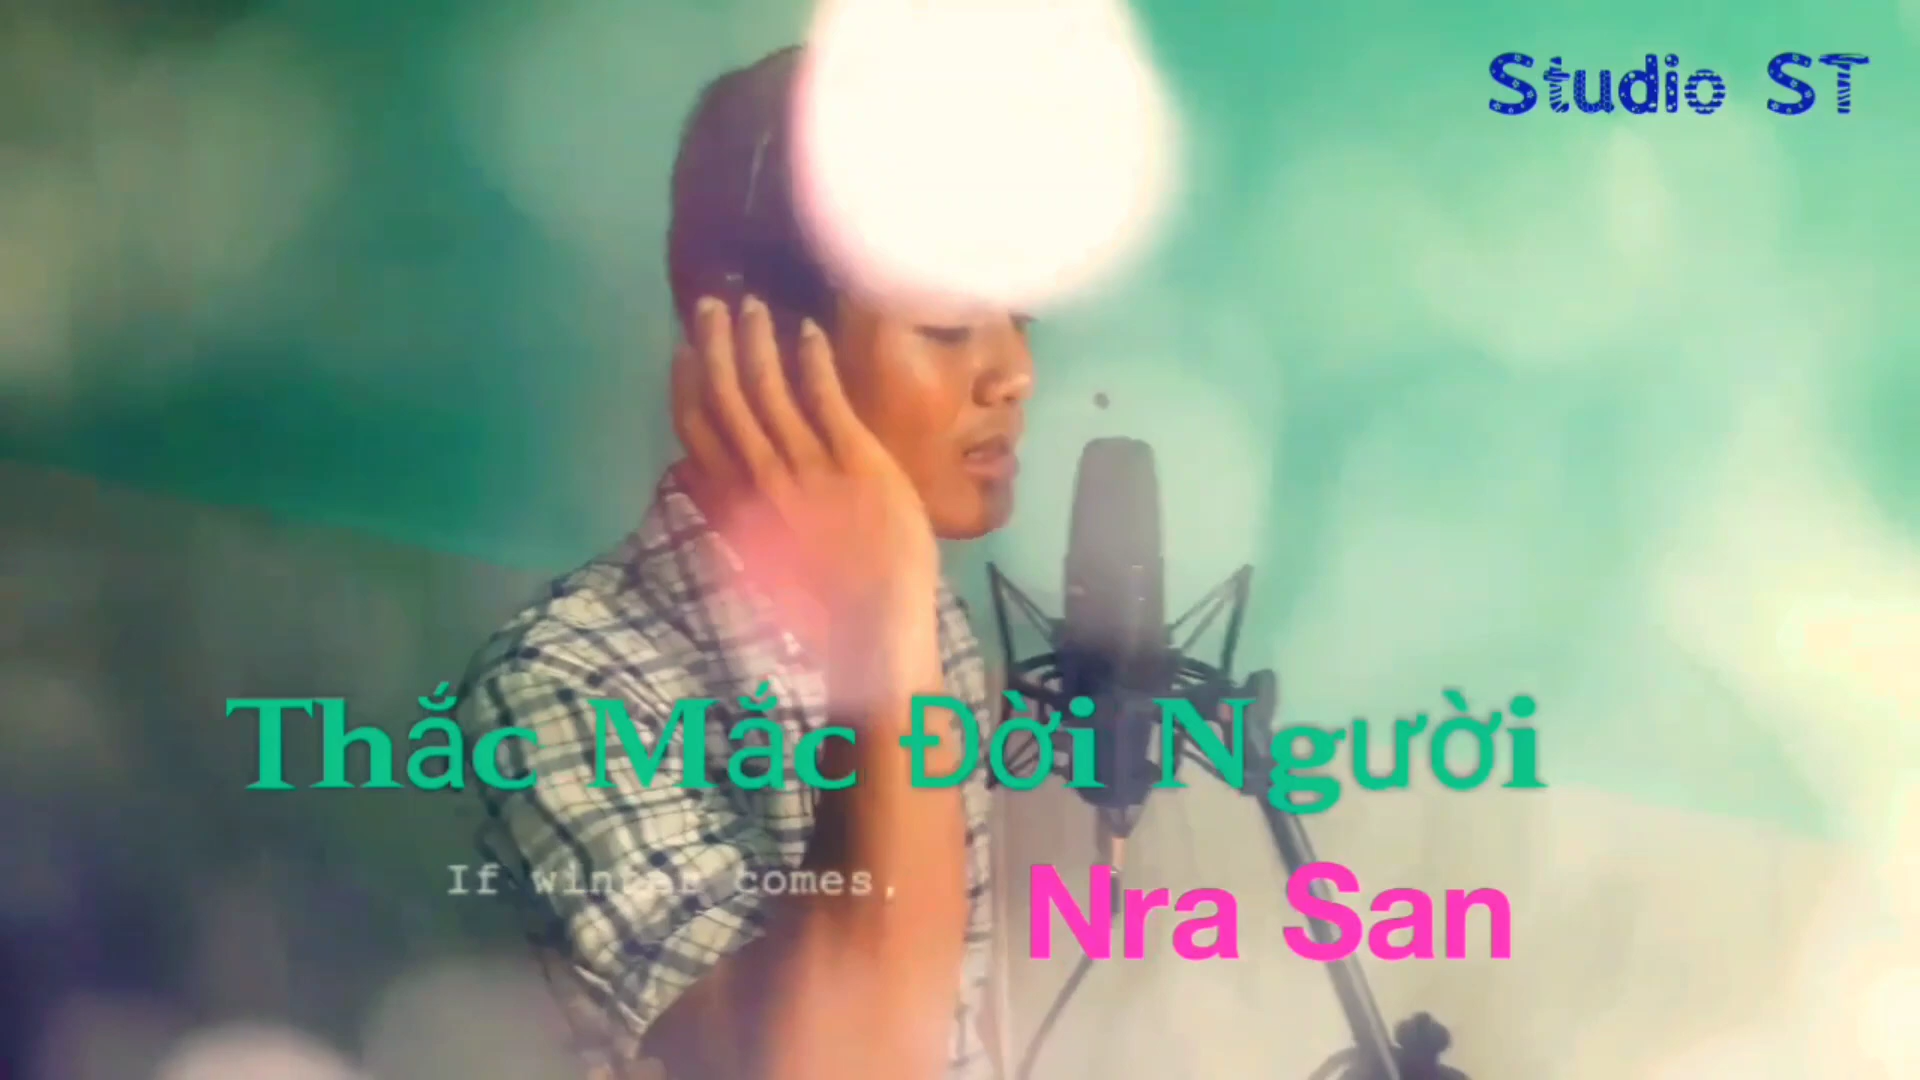 Studio ST
Thắc Mắc Đời Người
If winter comes,
Nra San